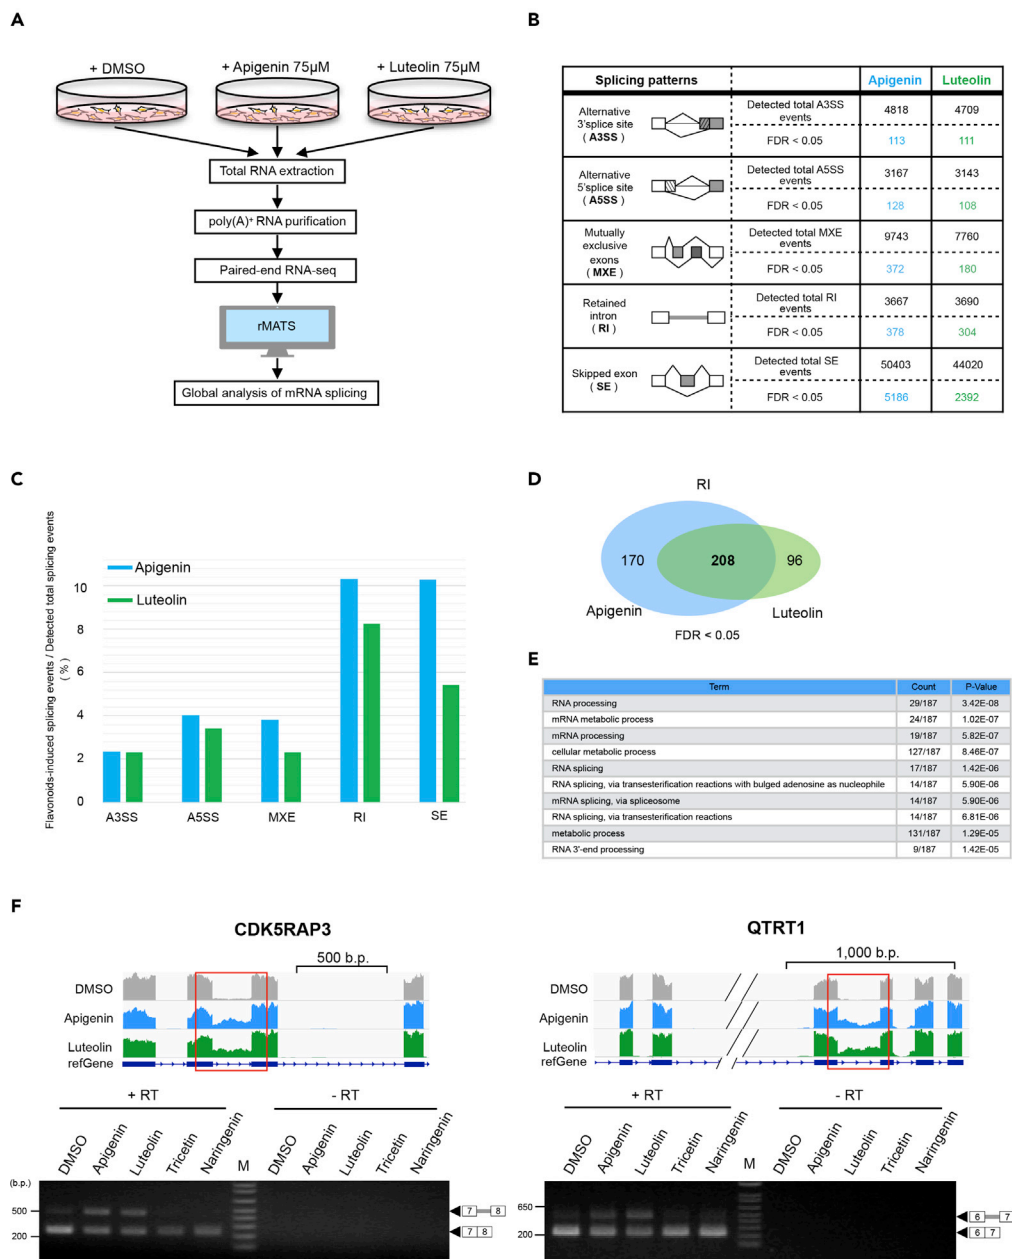 A
+ DMSO
+ Apigenin 75μM
+ Luteolin 75μM
Total RNA extraction
poly(A)+ RNA purification
Paired-end RNA-seq
rMATS
Global analysis of mRNA splicing
B
Splicing patterns Apigenin Luteolin
Alternative
3'splice site
( A3SS )
Detected total A3SS
events
4818 4709
FDR < 0.05 113 111
Alternative
5'splice site
( A5SS )
Detected total A5SS
events
3167 3143
FDR < 0.05 128 108
Mutually
exclusive
exons
( MXE )
Detected total MXE
events
9743 7760
FDR < 0.05 372 180
Retained
intron
( RI )
Detected total RI
events
3667 3690
FDR < 0.05 378 304
Skipped exon
( SE )
Detected total SE
events
50403 44020
FDR < 0.05 5186 2392
C
Flavonoids-induced splicing events / Detected total splicing events
( % )
Apigenin
Luteolin
10
8
6
4
2
0
A3SS A5SS MXE RI SE
D
RI
170 208 96
Apigenin
Luteolin
FDR < 0.05
E
Term Count P-Value
RNA processing 29/187 3.42E-08
mRNA metabolic process 24/187 1.02E-07
mRNA processing 19/187 5.82E-07
cellular metabolic process 127/187 8.46E-07
RNA splicing 17/187 1.42E-06
RNA splicing, via transesterification reactions with bulged adenosine as nucleophile 14/187 5.90E-06
mRNA splicing, via spliceosome 14/187 5.90E-06
RNA splicing, via transesterification reactions 14/187 6.81E-06
metabolic process 131/187 1.29E-05
RNA 3'-end processing 9/187 1.42E-05
F
CDK5RAP3
500 b.p.
DMSO
Apigenin
Luteolin
refGene
+ RT - RT
DMSO Apigenin Luteolin Tricetin Naringenin M DMSO Apigenin Luteolin Tricetin Naringenin
(b.p.)
500
200
7 8
7 8
QTRT1
1,000 b.p.
DMSO
Apigenin
Luteolin
refGene
+ RT - RT
DMSO Apigenin Luteolin Tricetin Naringenin M DMSO Apigenin Luteolin Tricetin Naringenin
650
200
6 7
6 7